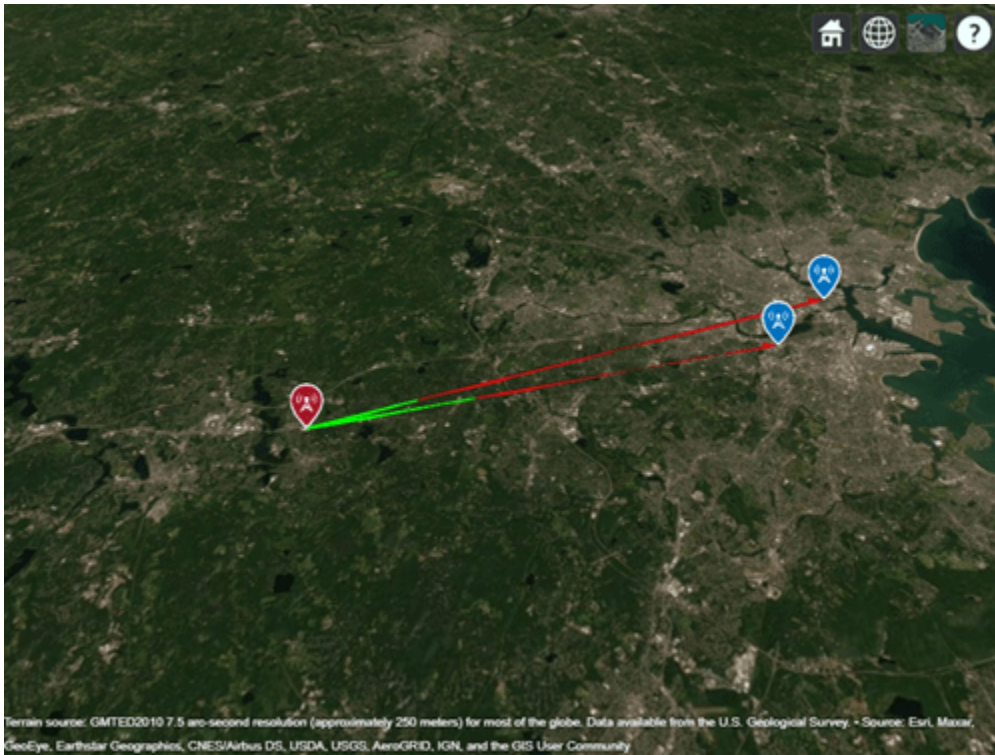 ?
Terrain source: GMTED2010 7.5 arc-second resolution (approximately 250 meters) for most of the globe. Data available from the U.S. Geological Survey. • Source: Esri, Maxar,
GeoEye, Earthstar Geographics, CNES/Airbus DS, USDA, USGS, AeroGRID, IGN, and the GIS User Community